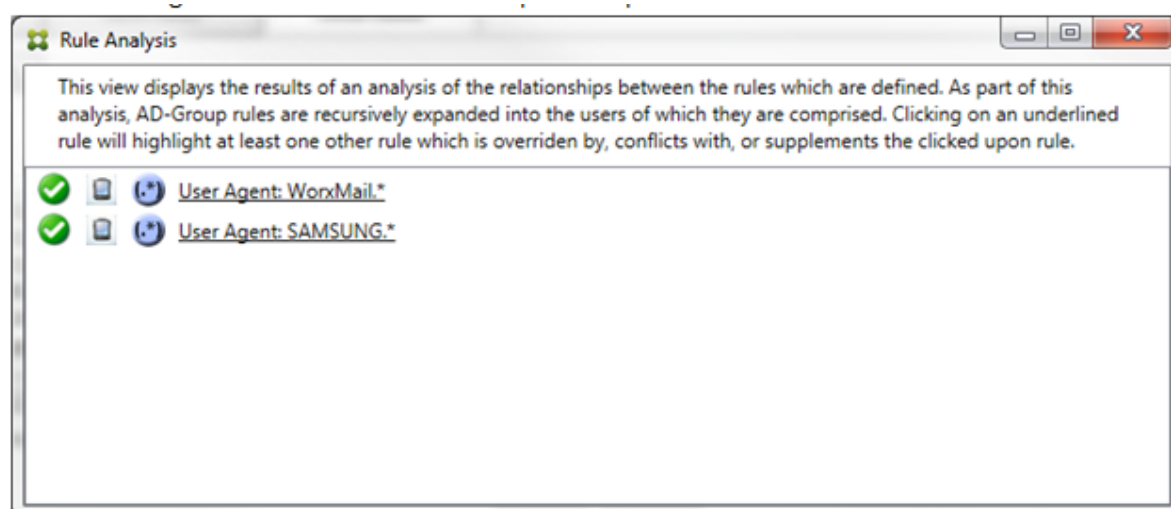 Rule Analysis
This view displays the results of an analysis of the relationships between the rules which are defined. As part of this
analysis, AD-Group rules are recursively expanded into the users of which they are comprised. Clicking on an underlined
rule will highlight at least one other rule which is overriden by, conflicts with, or supplements the clicked upon rule.
(.*) User Agent: WorxMail.*
(.*) User Agent: SAMSUNG.*